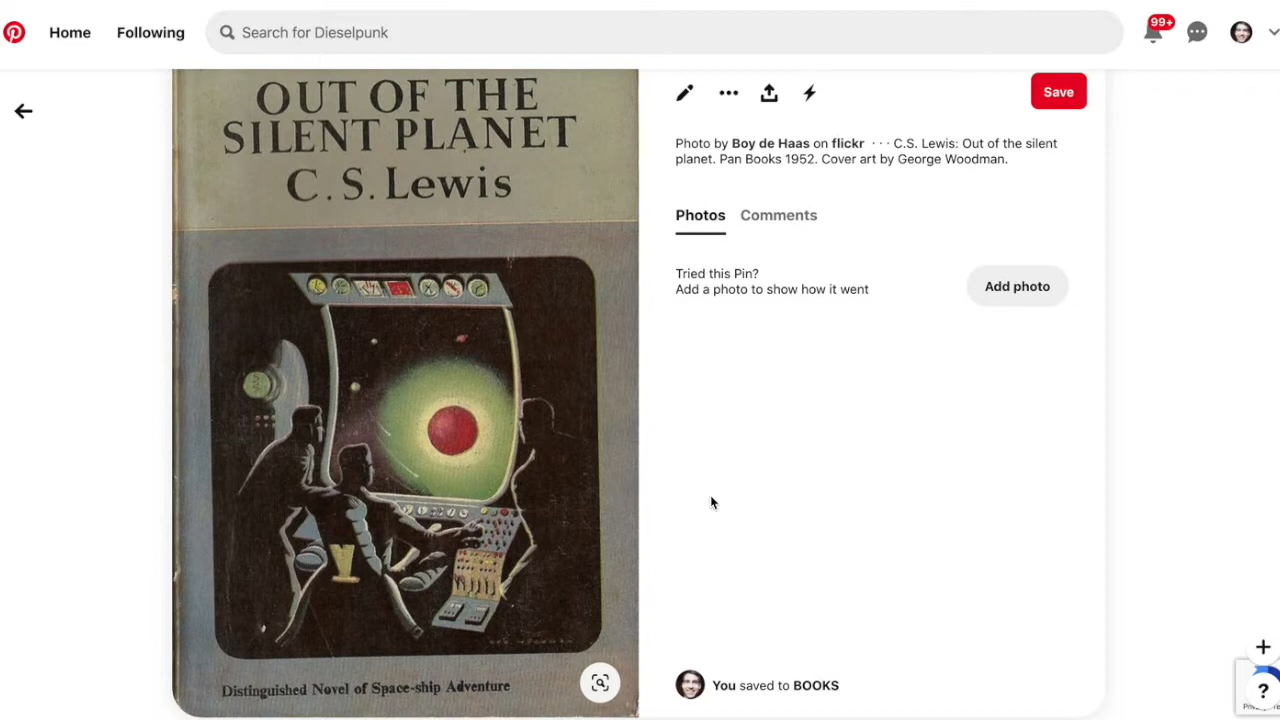 Home
Following
Search for Dieselpunk
99+
OUT OF THE
SILENT PLANET
C. S. Lewis
Distinguished Novel of Space-ship Adventure
Save
Photo by Boy de Haas on flickr ··· C.S. Lewis: Out of the silent
planet. Pan Books 1952. Cover art by George Woodman.
Photos
Comments
Tried this Pin?
Add a photo to show how it went
Add photo
You saved to BOOKS
?